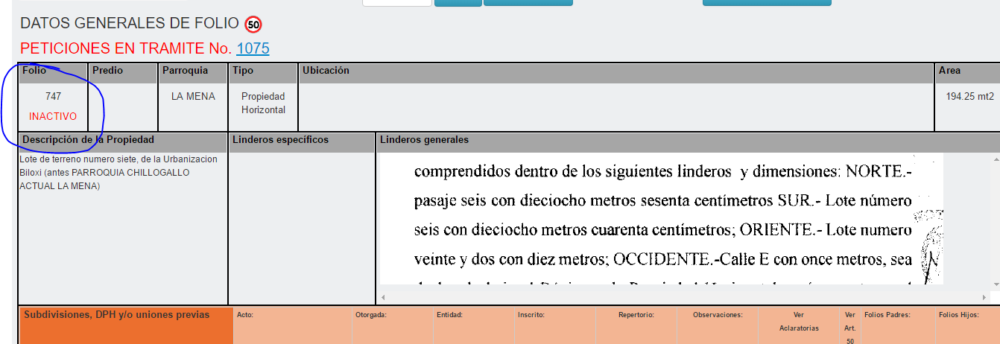 DATOS GENERALES DE FOLIO 50
PETICIONES EN TRAMITE No. 1075
Folio Predio Parroquia Tipo Ubicación Area
747 LA MENA Propiedad 194.25 mt2
Horizontal
INACTIVO
Descripción de la Propiedad Linderos específicos Linderos generales
Lote de terreno numero siete, de la Urbanizacion
Biloxi (antes PARROQUIA CHILLOGALLO
ACTUAL LA MENA)
comprendidos dentro de los siguientes linderos y dimensiones: NORTE.-
pasaje seis con dieciocho metros sesenta centímetros SUR.- Lote número
seis con dieciocho metros cuarenta centímetros; ORIENTE.- Lote numero
veinte y dos con diez metros; OCCIDENTE.-Calle E con once metros, sea
Subdivisiones, DPH y/o uniones previas Acto: Otorgada: Entidad: Inscrito: Repertorio: Observaciones: Ver Ver Folios Padres: Folios Hijos:
Aclaratorias Art.
50